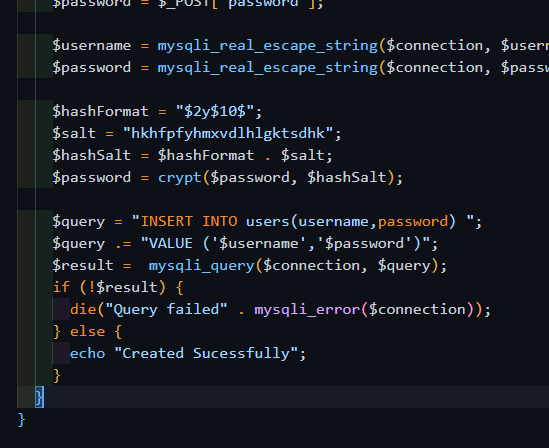 $password = $_POST['password'];
$username = mysqli_real_escape_string($connection, $user
$password = mysqli_real_escape_string($connection, $passw
$hashFormat = "$2y$10$";
$salt = "hkhfpfyhmxvdlhlgktsdhk";
$hashSalt = $hashFormat . $salt;
$password = crypt($password, $hashSalt);
$query = "INSERT INTO users(username,password) ";
$query .= "VALUE ('$username','$password')";
$result =  mysqli_query($connection, $query);
if (!$result) {
die("Query failed" . mysqli_error($connection));
} else {
echo "Created Sucessfully";
}
}
}